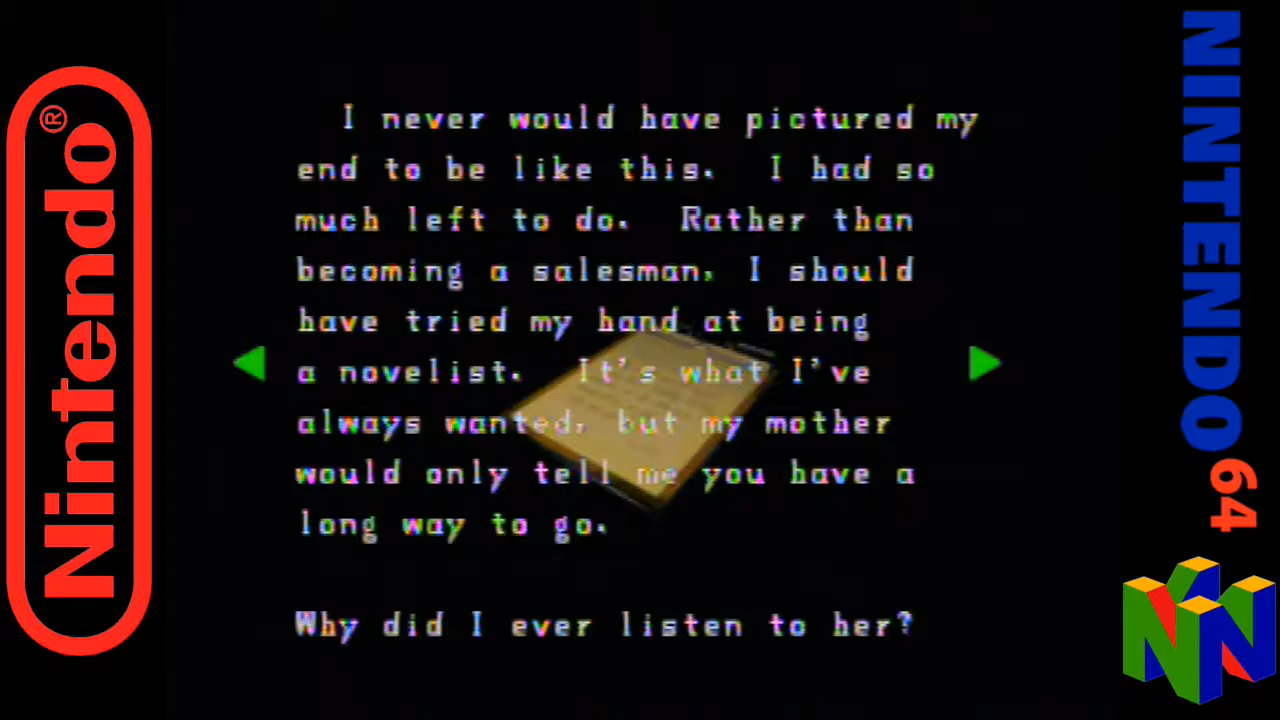 Nintendo®
I never would have pictured my
end to be like this. I had so
much left to do. Rather than
becoming a salesman, I should
have tried my hand at being
a novelist. It's what I've
always wanted, but my mother
would only tell me you have a
long way to go.
Why did I ever listen to her?
NINTENDO 64